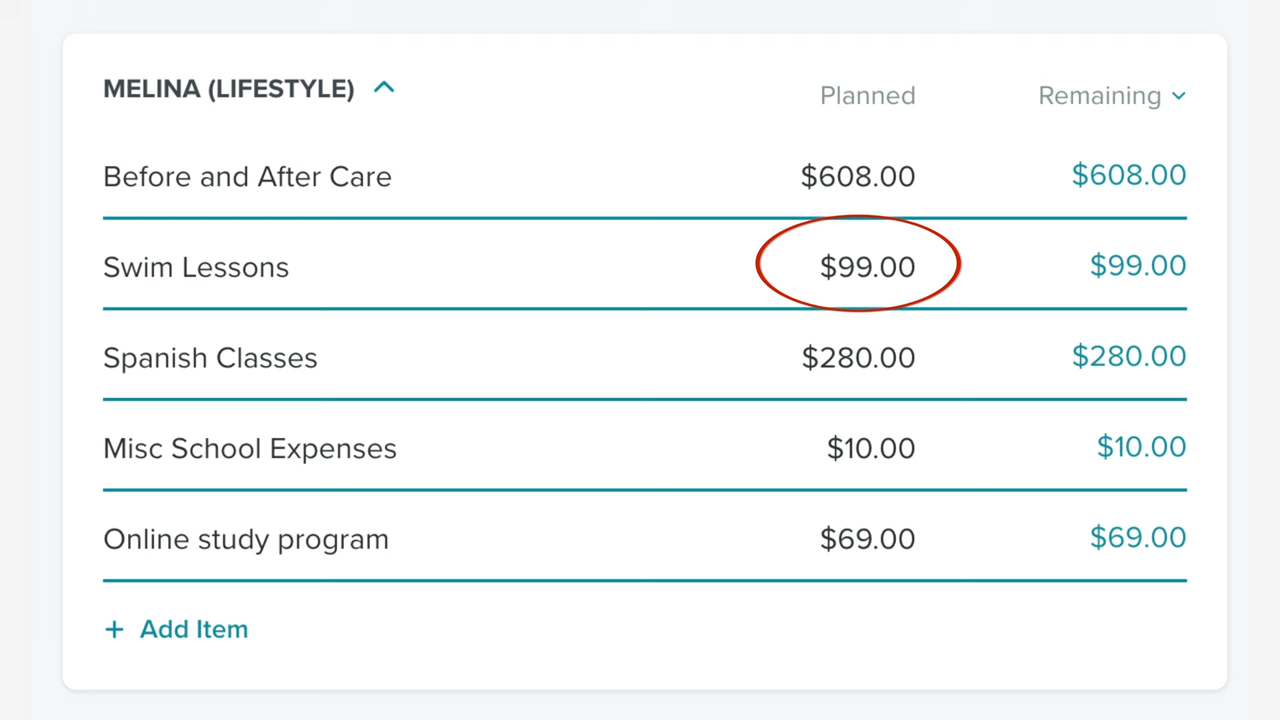 MELINA (LIFESTYLE) Planned Remaining
Before and After Care $608.00 $608.00
Swim Lessons $99.00 $99.00
Spanish Classes $280.00 $280.00
Misc School Expenses $10.00 $10.00
Online study program $69.00 $69.00
+ Add Item